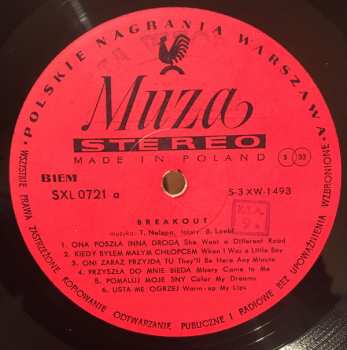 POLSKIE NAGRANIA WARSZAWA
Muza
STEREO
MADE IN POLAND
BIEM
SXL 0721 a
S-3 XW-1493
S 33
BREAKOUT
muzyka: T. Nalepa, teksty: B. Loebl
1. ONA POSZŁA INNĄ DROGĄ She Went a Different Road
2. KIEDY BYŁEM MAŁYM CHŁOPCEM When I Was a Little Boy
3. ONI ZARAZ PRZYJDĄ TU They'll Be Here Any Minute
4. PRZYSZŁA DO MNIE BIEDA Misery Came to Me
5. POMALUJ MOJE SNY Color My Dreams
6. USTA ME OGRZEJ Warm-up My Lips
WSZYSTKIE PRAWA ZASTRZEŻONE. KOPIOWANIE ODTWARZANIE PUBLICZNE I RADIOWE BEZ UPOWAŻNIENIA WZBRONIONE